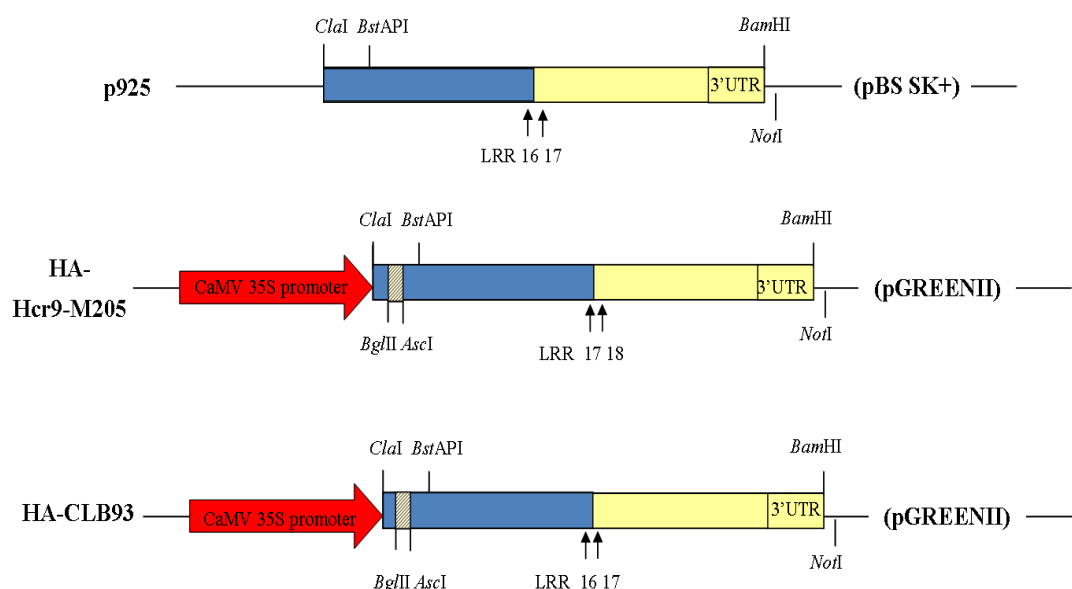 ClaI BstAPI BamHI
p925 3’UTR (pBS SK+)
NotI
LRR 16 17
ClaI BstAPI BamHI
HA-
Hcr9-M205
CaMV 35S promoter 3’UTR (pGREENII)
NotI
BglII AscI LRR 17 18
ClaI BstAPI BamHI
HA-CLB93 CaMV 35S promoter 3’UTR (pGREENII)
NotI
BglII AscI LRR 16 17